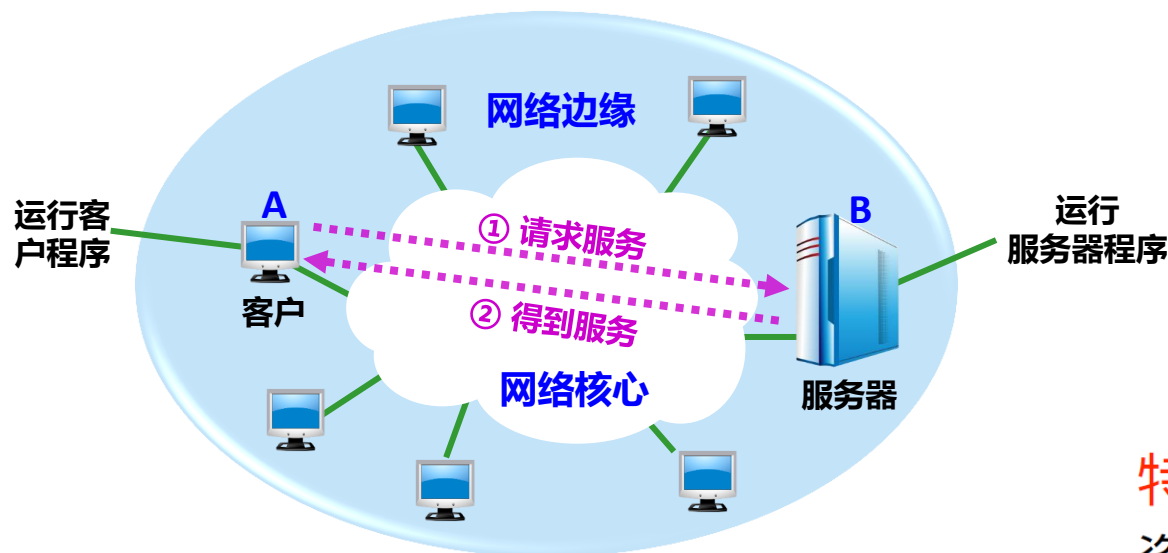 网络边缘
A
B
运行客
户程序
① 请求服务
运行
服务器程序
客户
② 得到服务
网络核心
服务器
特